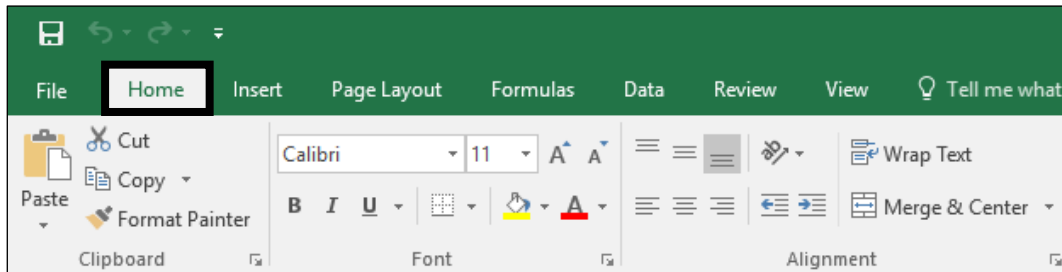 File Home Insert Page Layout Formulas Data Review View Tell me what
Cut
Calibri 11 A A Wrap Text
Copy
Paste
B I U A Merge & Center
Format Painter
Clipboard Font Alignment